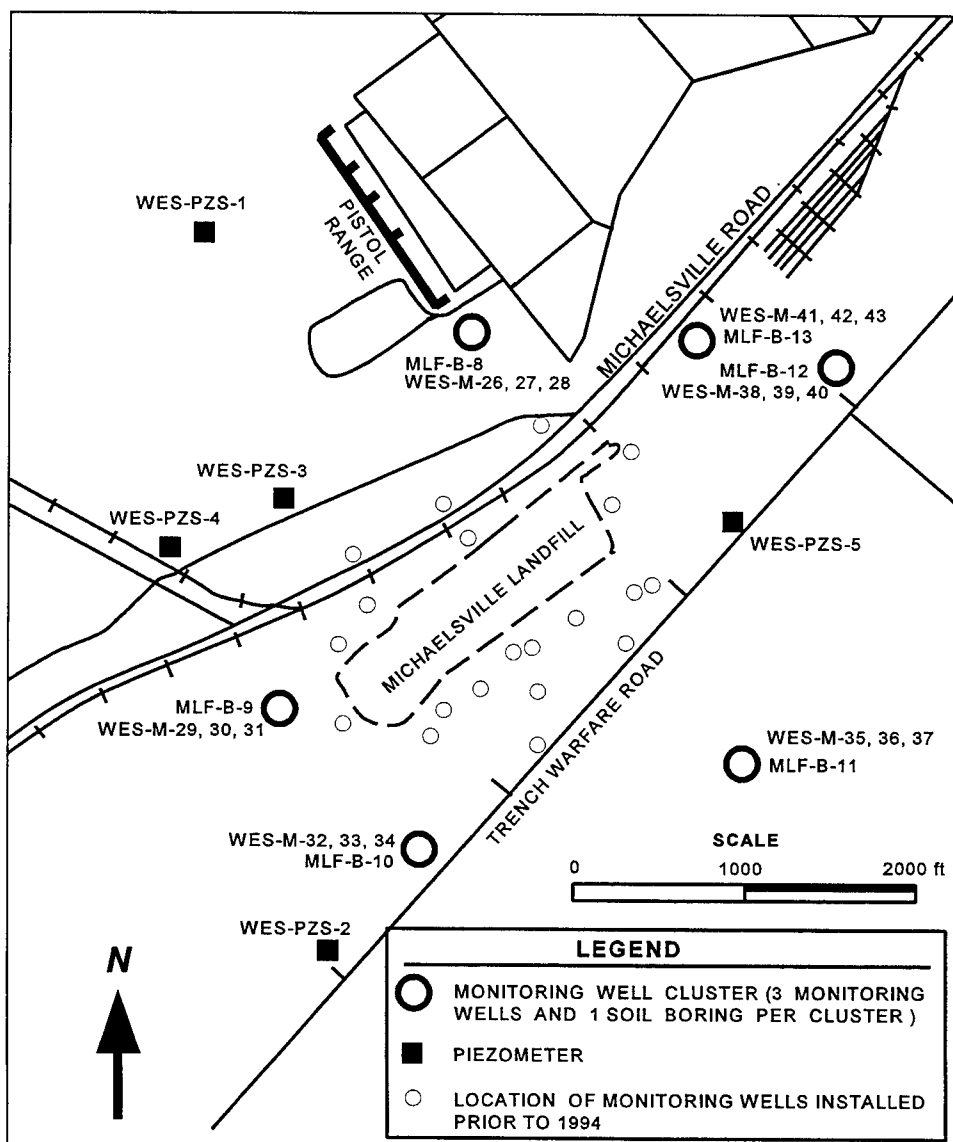 WES-PZS-1
PISTOL
RANGE
MICHAELSVILLE ROAD
MLF-B-8
WES-M-26, 27, 28
WES-M-41, 42, 43
MLF-B-13
MLF-B-12
WES-M-38, 39, 40
WES-PZS-3
WES-PZS-4
WES-PZS-5
MICHAELSVILLE LANDFILL
MLF-B-9
WES-M-29, 30, 31
TRENCH WARFARE ROAD
WES-M-35, 36, 37
MLF-B-11
WES-M-32, 33, 34
MLF-B-10
SCALE
0 1000 2000 ft
WES-PZS-2
N
LEGEND
MONITORING WELL CLUSTER (3 MONITORING
WELLS AND 1 SOIL BORING PER CLUSTER )
PIEZOMETER
LOCATION OF MONITORING WELLS INSTALLED
PRIOR TO 1994